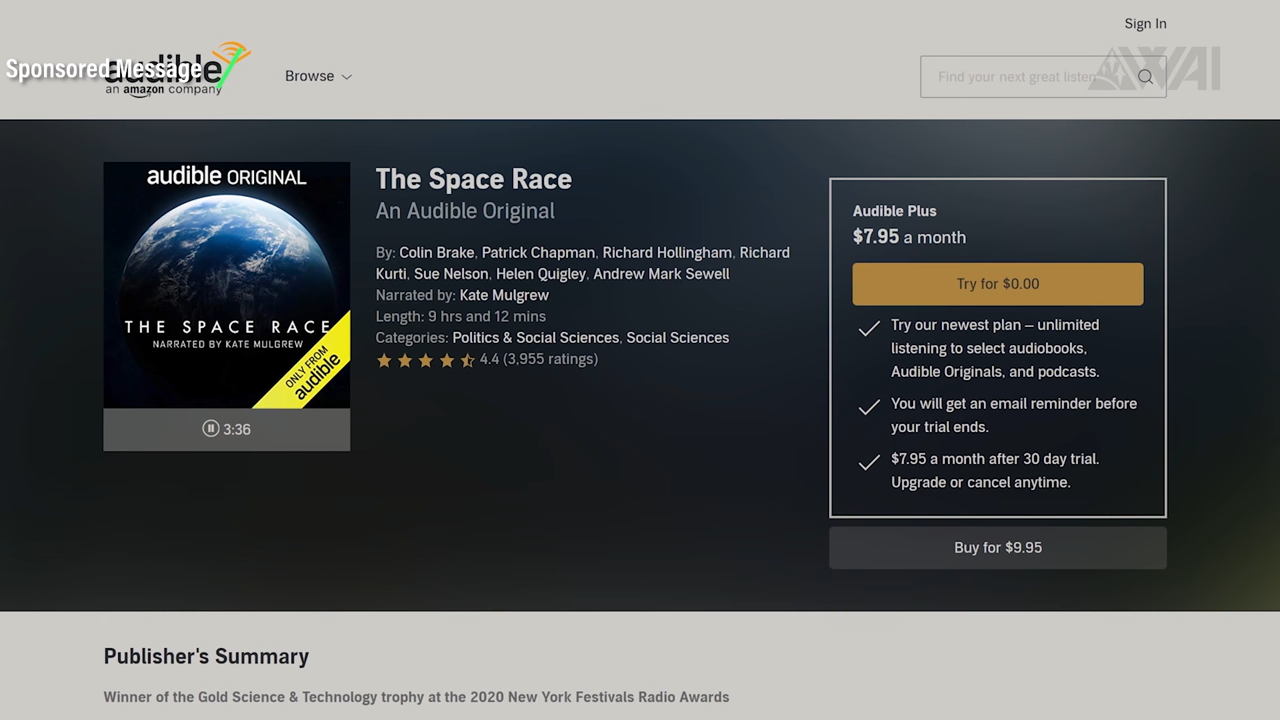 Sign In
Sponsored Message
audible
an amazon company
Browse
Find your next great listen
WAI
audible ORIGINAL
THE SPACE RACE
NARRATED BY KATE MULGREW
ONLY FROM
audible
3:36
The Space Race
An Audible Original
By: Colin Brake, Patrick Chapman, Richard Hollingham, Richard
Kurti, Sue Nelson, Helen Quigley, Andrew Mark Sewell
Narrated by: Kate Mulgrew
Length: 9 hrs and 12 mins
Categories: Politics & Social Sciences, Social Sciences
4.4 (3,955 ratings)
Audible Plus
$7.95 a month
Try for $0.00
Try our newest plan – unlimited
listening to select audiobooks,
Audible Originals, and podcasts.
You will get an email reminder before
your trial ends.
$7.95 a month after 30 day trial.
Upgrade or cancel anytime.
Buy for $9.95
Publisher's Summary
Winner of the Gold Science & Technology trophy at the 2020 New York Festivals Radio Awards